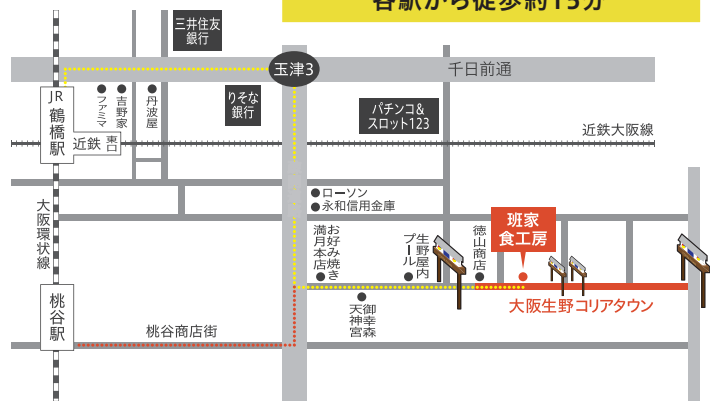 各駅から徒歩約15分
三井住友
銀行
玉津3
千日前通
JR
鶴橋駅
近鉄
東口
ファミマ
吉野家
丹波屋
りそな
銀行
パチンコ&
スロット123
近鉄大阪線
大阪環状線
ローソン
永和信用金庫
お好み焼き
満月本店
生野屋内
プール
徳山商店
班家
食工房
御幸森
天神宮
大阪生野コリアタウン
桃谷駅
桃谷商店街